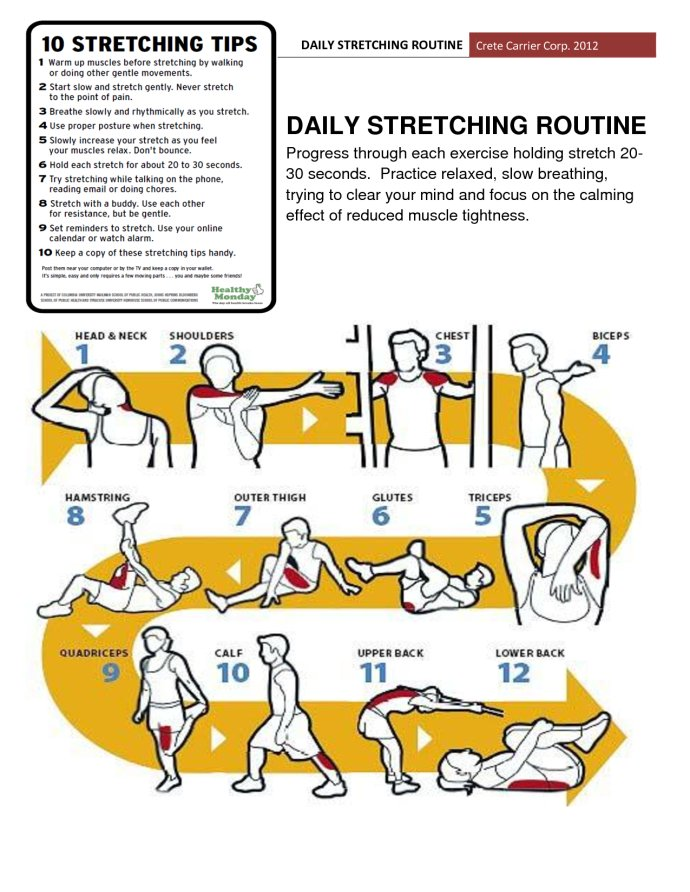 10 STRETCHING TIPS
1 Warm up muscles before stretching by walking
or doing other gentle movements.
2 Start slow and stretch gently. Never stretch
to the point of pain.
3 Breathe slowly and rhythmically as you stretch.
4 Use proper posture when stretching.
5 Slowly increase your stretch as you feel
your muscles relax. Don't bounce.
6 Hold each stretch for about 20 to 30 seconds.
7 Try stretching while talking on the phone,
reading email or doing chores.
8 Stretch with a buddy. Use each other
for resistance, but be gentle.
9 Set reminders to stretch. Use your online
calendar or watch alarm.
10 Keep a copy of these stretching tips handy.
Post them near your computer or by the TV and keep a copy in your wallet.
It's simple, easy and only requires a few moving parts . . . you and maybe some friends!
Healthy
Monday
DAILY STRETCHING ROUTINE Crete Carrier Corp. 2012
DAILY STRETCHING ROUTINE
Progress through each exercise holding stretch 20-
30 seconds. Practice relaxed, slow breathing,
trying to clear your mind and focus on the calming
effect of reduced muscle tightness.
HEAD & NECK
1
SHOULDERS
2
CHEST
3
BICEPS
4
HAMSTRING
8
OUTER THIGH
7
GLUTES
6
TRICEPS
5
QUADRICEPS
9
CALF
10
UPPER BACK
11
LOWER BACK
12